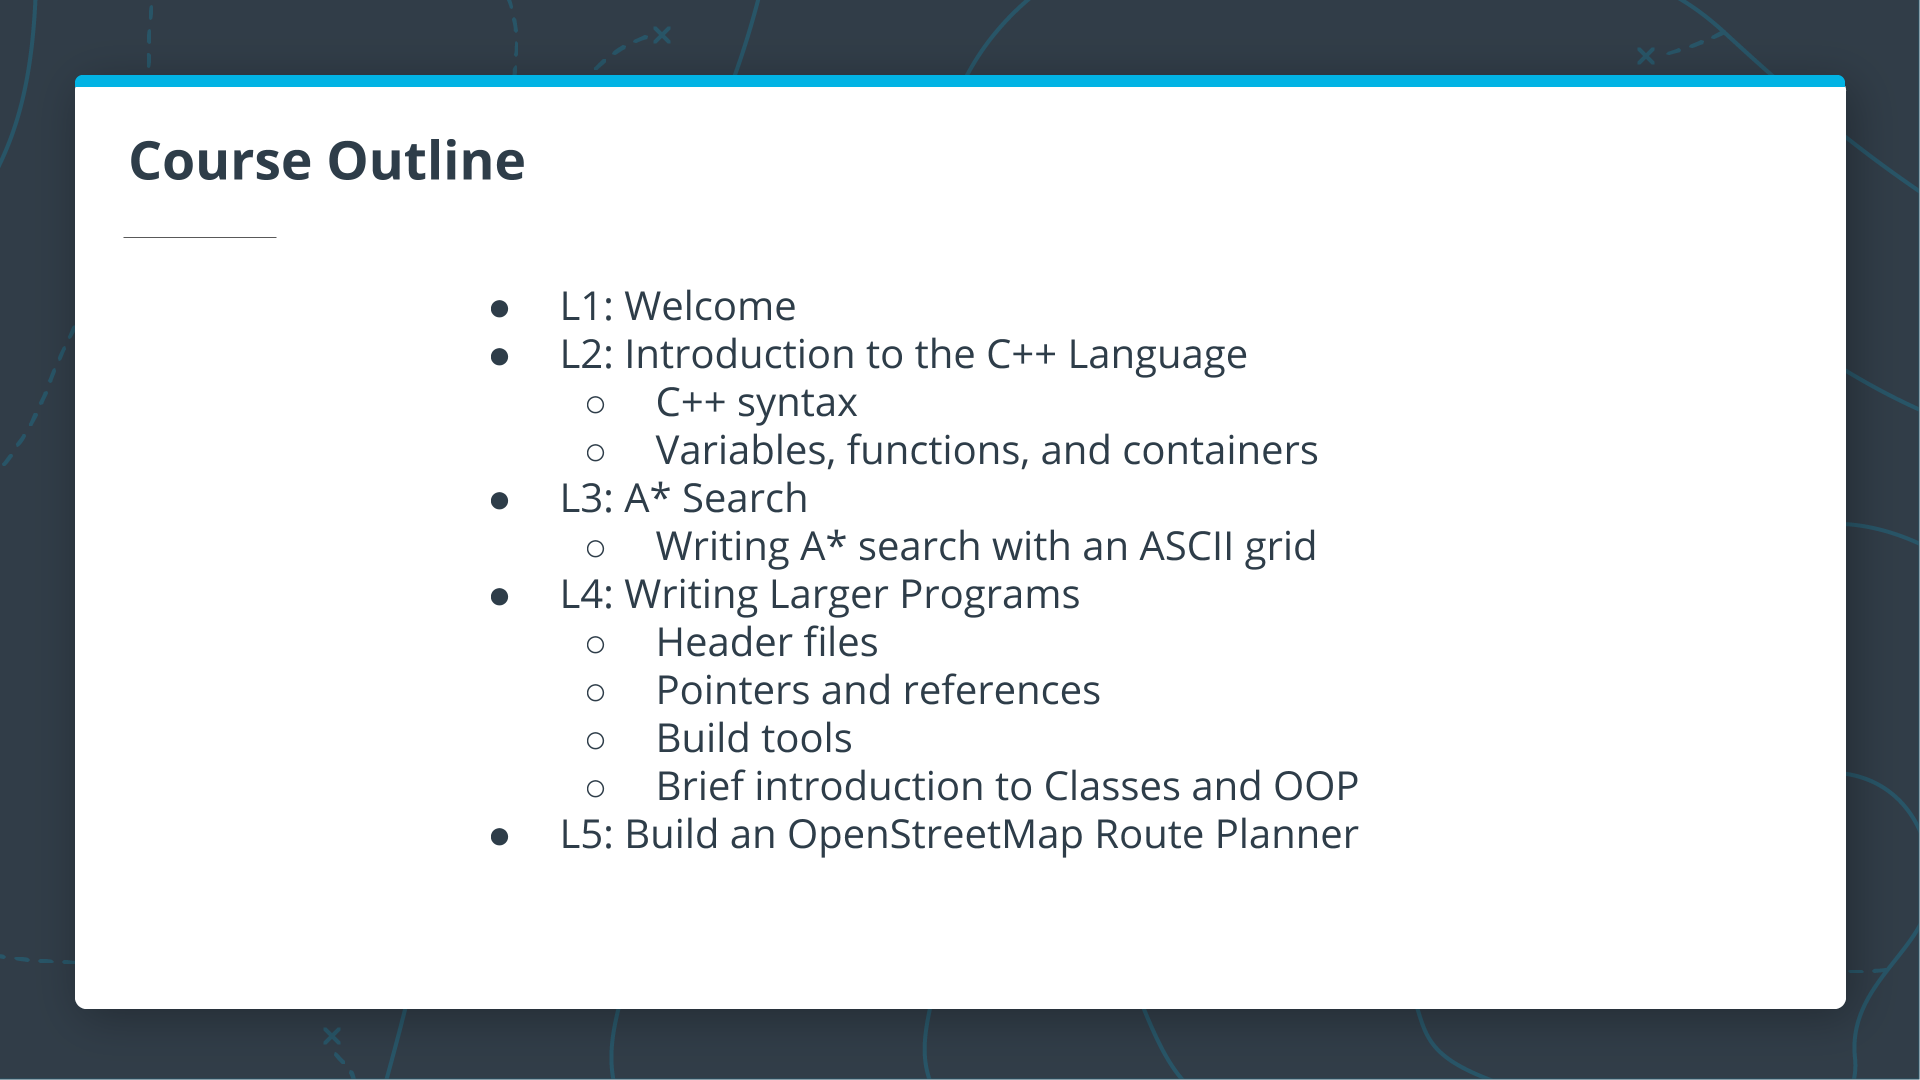 Course Outline
● L1: Welcome
● L2: Introduction to the C++ Language
○ C++ syntax
○ Variables, functions, and containers
● L3: A* Search
○ Writing A* search with an ASCII grid
● L4: Writing Larger Programs
○ Header files
○ Pointers and references
○ Build tools
○ Brief introduction to Classes and OOP
● L5: Build an OpenStreetMap Route Planner